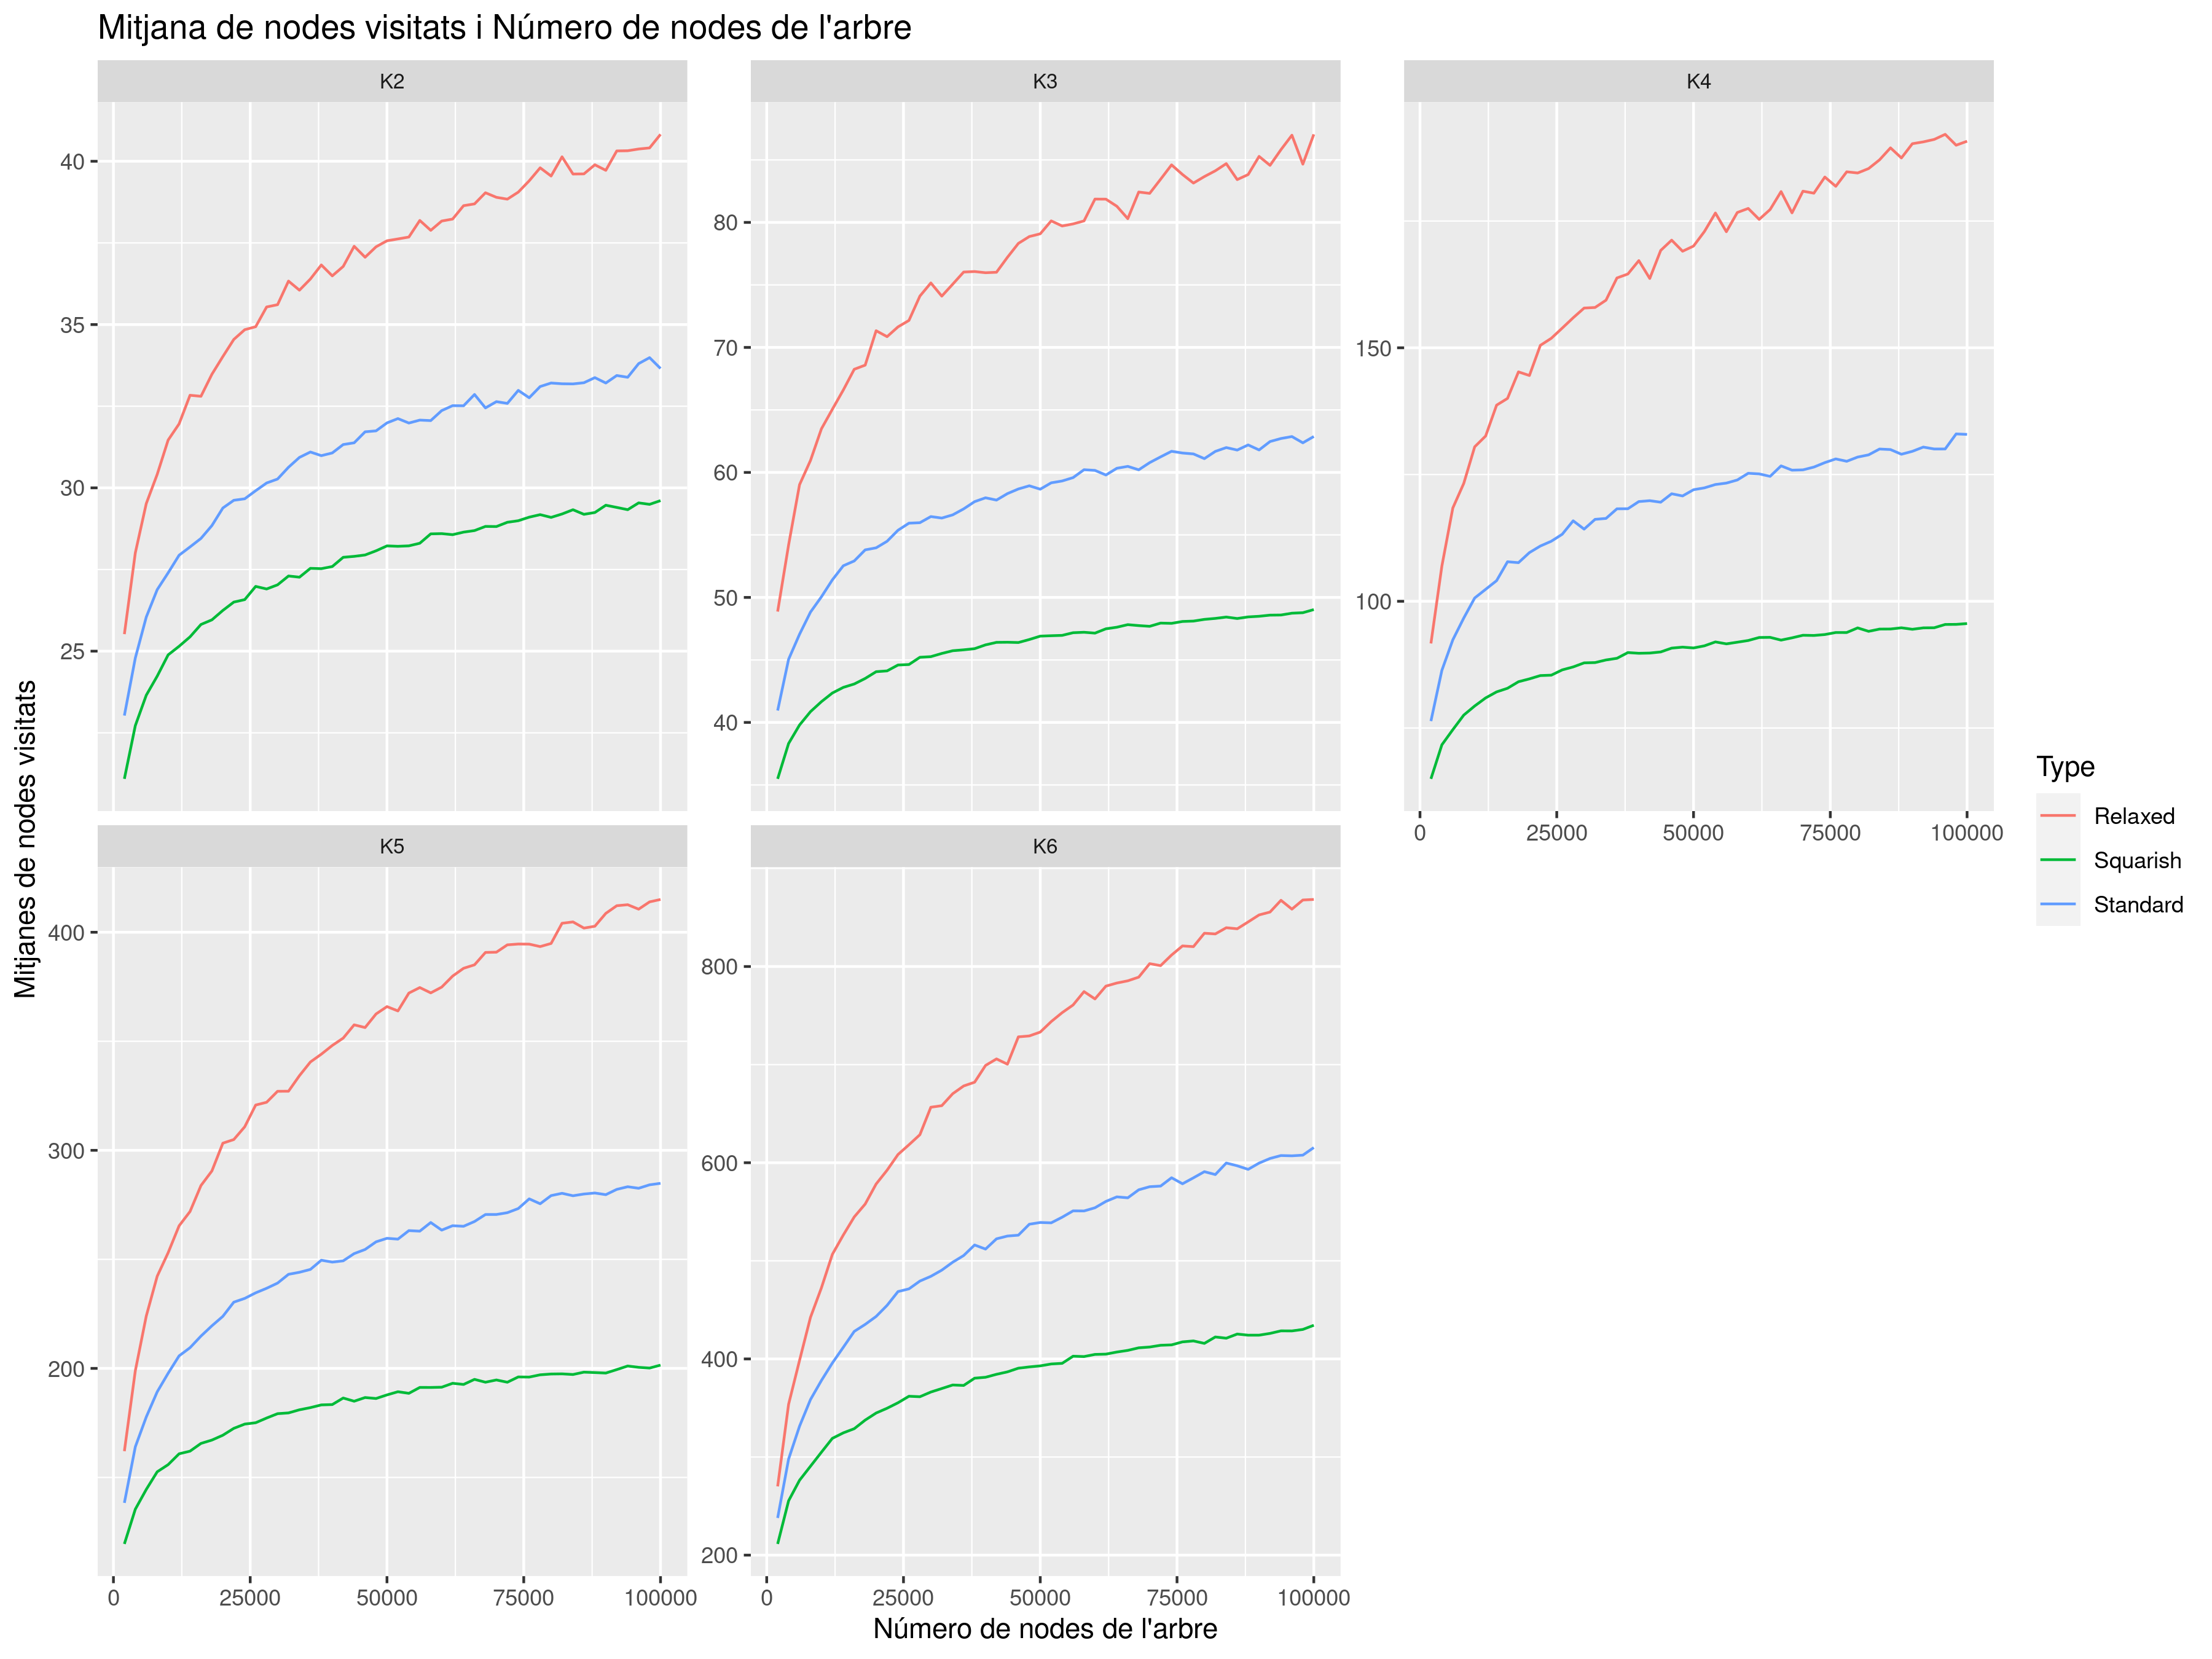 Mitjana de nodes visitats i Número de nodes de l'arbre
K2
K3
K4
40
35
30
25
80
70
60
50
40
150
100
0 25000 50000 75000 100000
Mitjanes de nodes visitats
K5
K6
400
300
200
800
600
400
200
0 25000 50000 75000 100000
0 25000 50000 75000 100000
Número de nodes de l'arbre
Type
Relaxed
Squarish
Standard